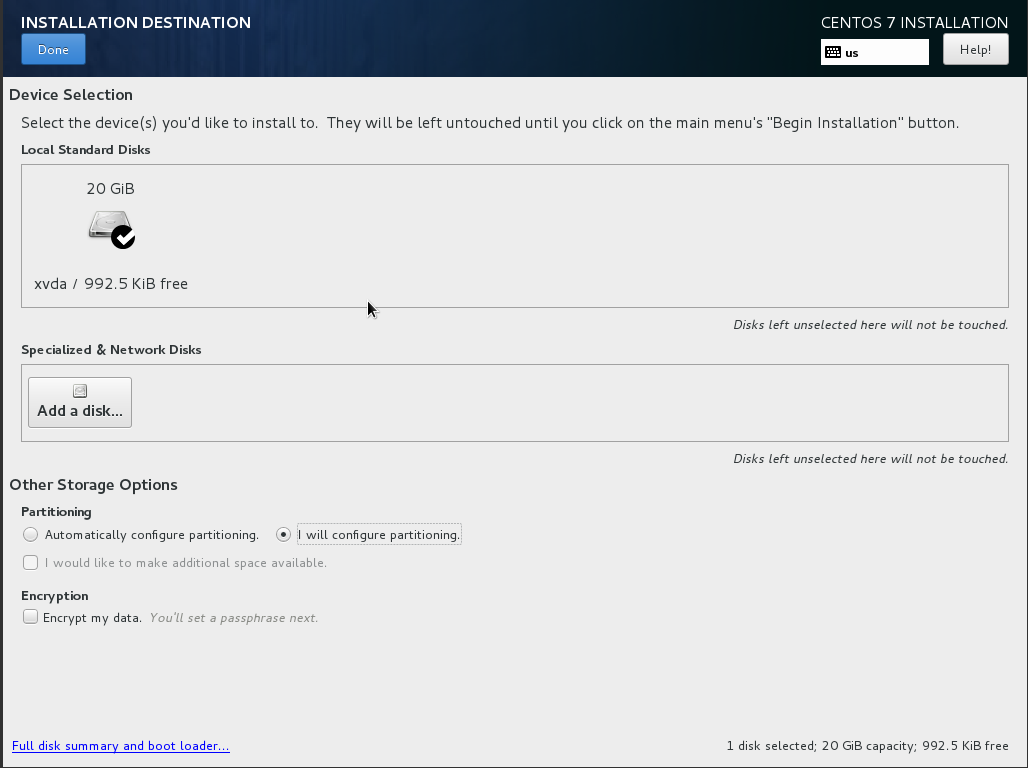 INSTALLATION DESTINATION
CENTOS 7 INSTALLATION
Done
us
Help!
Device Selection
Select the device(s) you'd like to install to.  They will be left untouched until you click on the main menu's "Begin Installation" button.
Local Standard Disks
20 GiB
xvda / 992.5 KiB free
Disks left unselected here will not be touched.
Specialized & Network Disks
Add a disk...
Disks left unselected here will not be touched.
Other Storage Options
Partitioning
Automatically configure partitioning. I will configure partitioning.
I would like to make additional space available.
Encryption
Encrypt my data. You'll set a passphrase next.
Full disk summary and boot loader...
1 disk selected; 20 GiB capacity; 992.5 KiB free